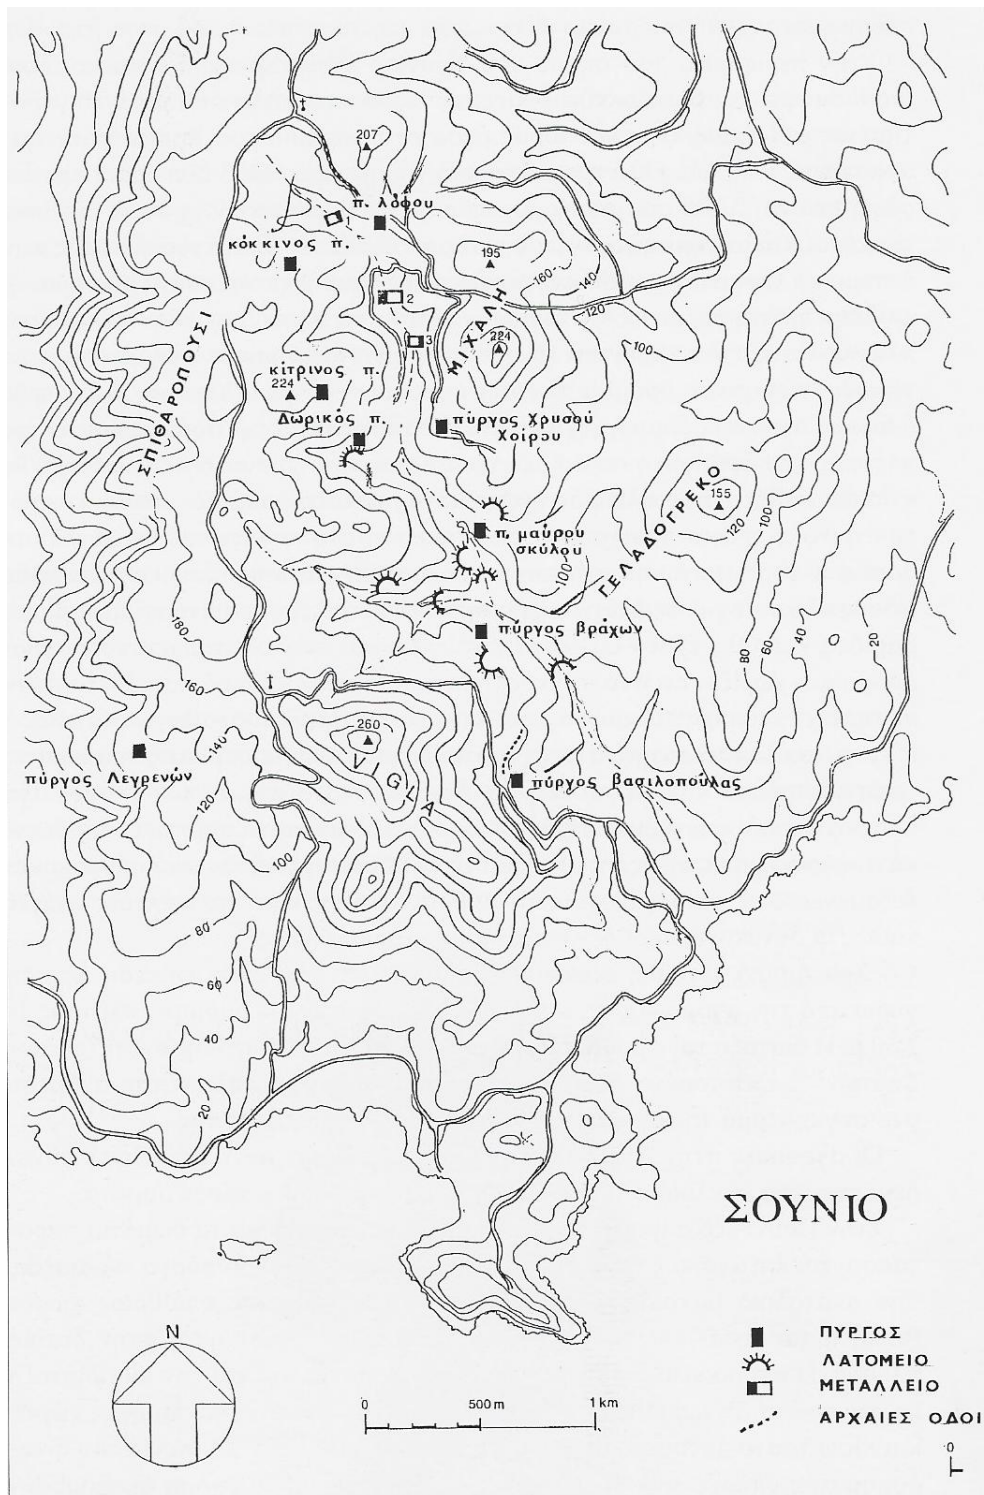 207
π. λόφου
κόκκινος π.
195
160
140
120
2
100
3
224
ΜΙΧΑΛΗ
ΣΠΙΘΑΡΟΠΟΥΣΙ
κίτρινος π.
224
Δωρικός π.
πύργος Χρυσού
Χοίρου
155
120
100
ΓΕΛΑΔΟΓΡΕΚΟ
π. μαύρου
σκύλου
100
180
πύργος βράχων
80
60
40
20
160
140
260
VIGLA
πύργος Λεγρενών
πύργος βασιλοπούλας
120
100
80
60
40
20
ΣΟΥΝΙΟ
N
ΠΥΡΓΟΣ
ΛΑΤΟΜΕΙΟ
ΜΕΤΑΛΛΕΙΟ
ΑΡΧΑΙΕΣ ΟΔΟΙ
0 500m 1 km
0